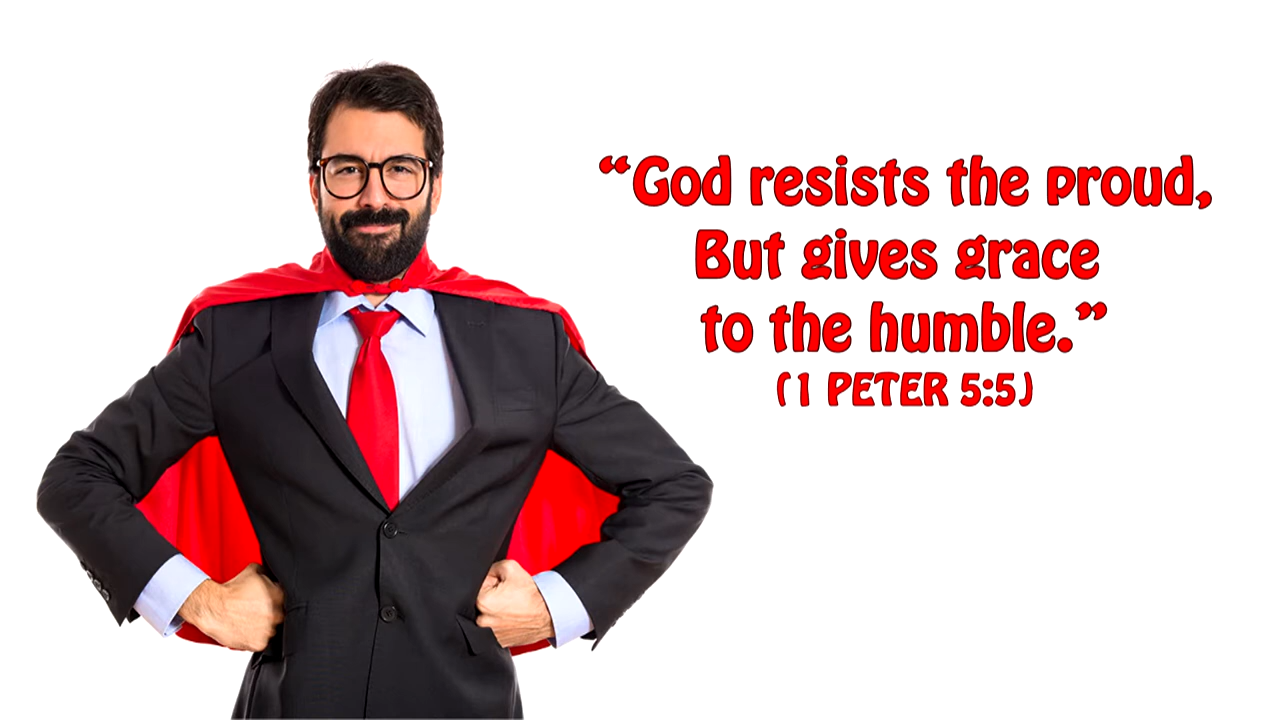 “God resists the proud,
But gives grace
to the humble.”
(1 PETER 5:5)